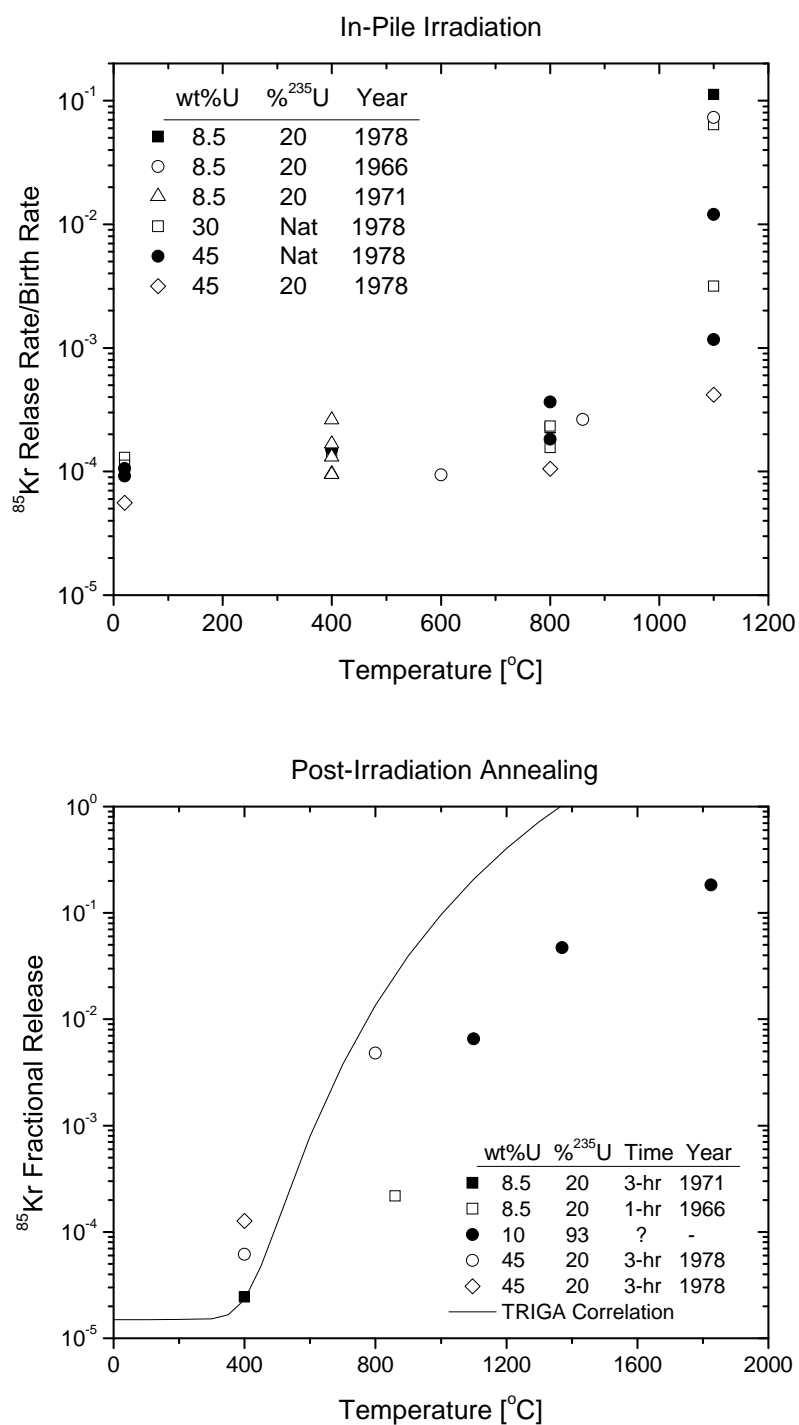 In-Pile Irradiation
wt%U %²³⁵U Year
8.5 20 1978
8.5 20 1966
8.5 20 1971
30 Nat 1978
45 Nat 1978
45 20 1978
⁸⁵Kr Relase Rate/Birth Rate
10⁻¹
10⁻²
10⁻³
10⁻⁴
10⁻⁵
0 200 400 600 800 1000 1200
Temperature [°C]
Post-Irradiation Annealing
⁸⁵Kr Fractional Release
10⁰
10⁻¹
10⁻²
10⁻³
10⁻⁴
10⁻⁵
wt%U %²³⁵U Time Year
8.5 20 3-hr 1971
8.5 20 1-hr 1966
10 93 ? -
45 20 3-hr 1978
45 20 3-hr 1978
TRIGA Correlation
0 400 800 1200 1600 2000
Temperature [°C]